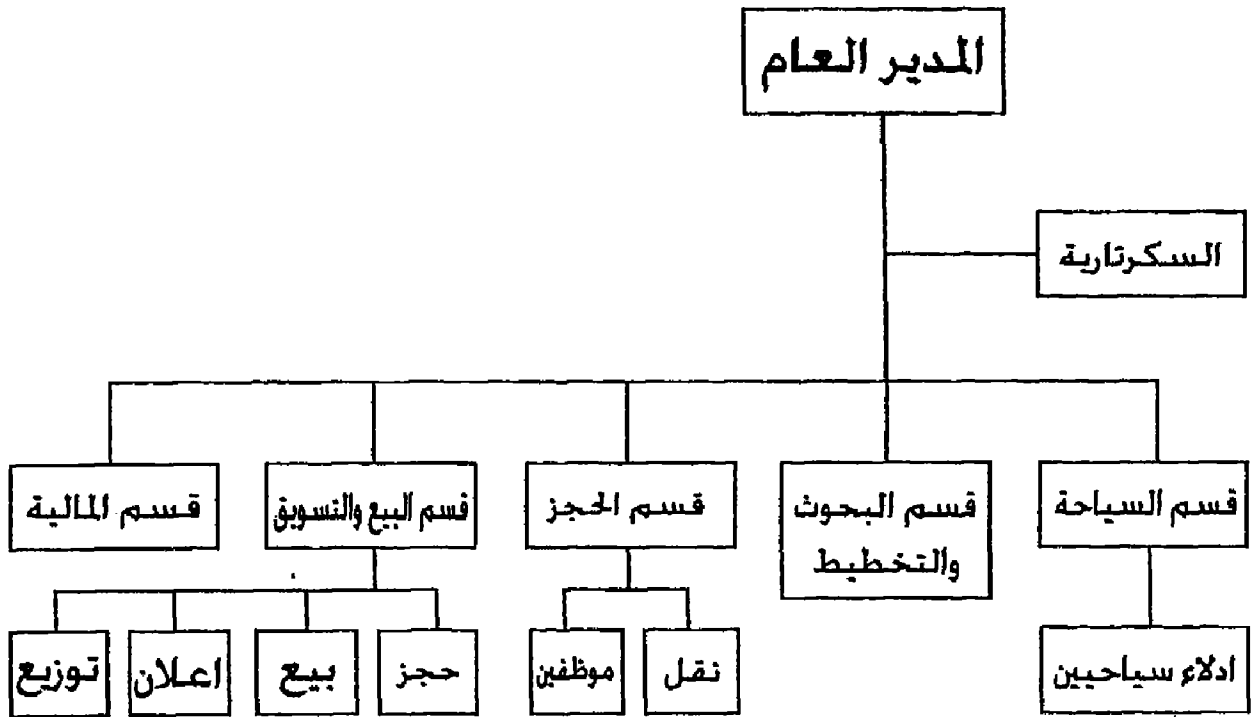 المدير العام
السكرتارية
قسم السياحة
قسم البحوث
والتخطيط
قسم الحجز
قسم البيع والتسويق
قسم المالية
ادلاء سياحيين
نقل
موظفين
حجز
بيع
اعلان
توزيع